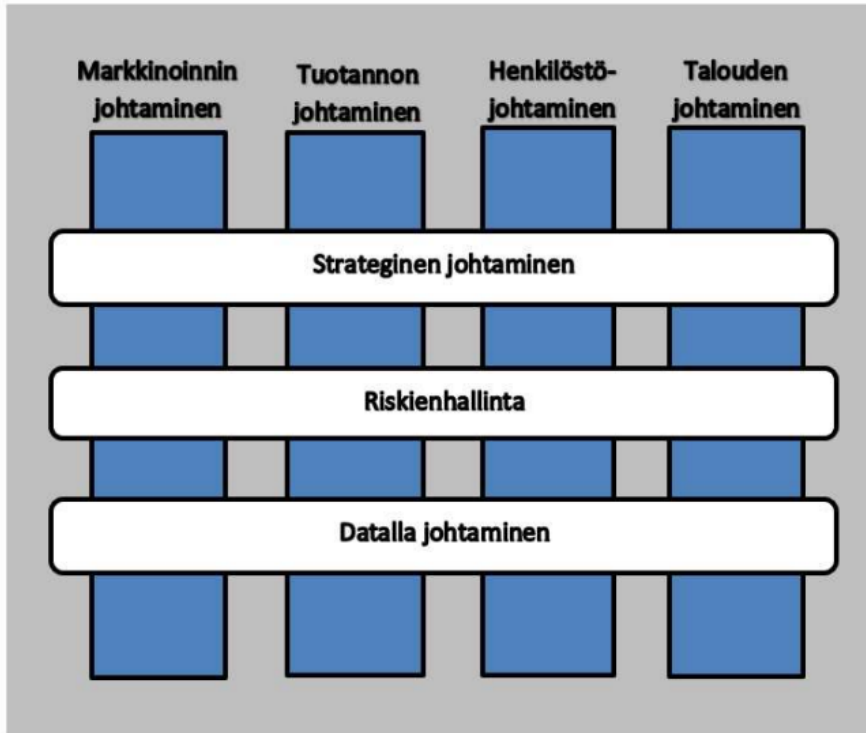 Markkinoinnin
johtaminen
Tuotannon
johtaminen
Henkilöstö-
johtaminen
Talouden
johtaminen
Strateginen johtaminen
Riskienhallinta
Datalla johtaminen